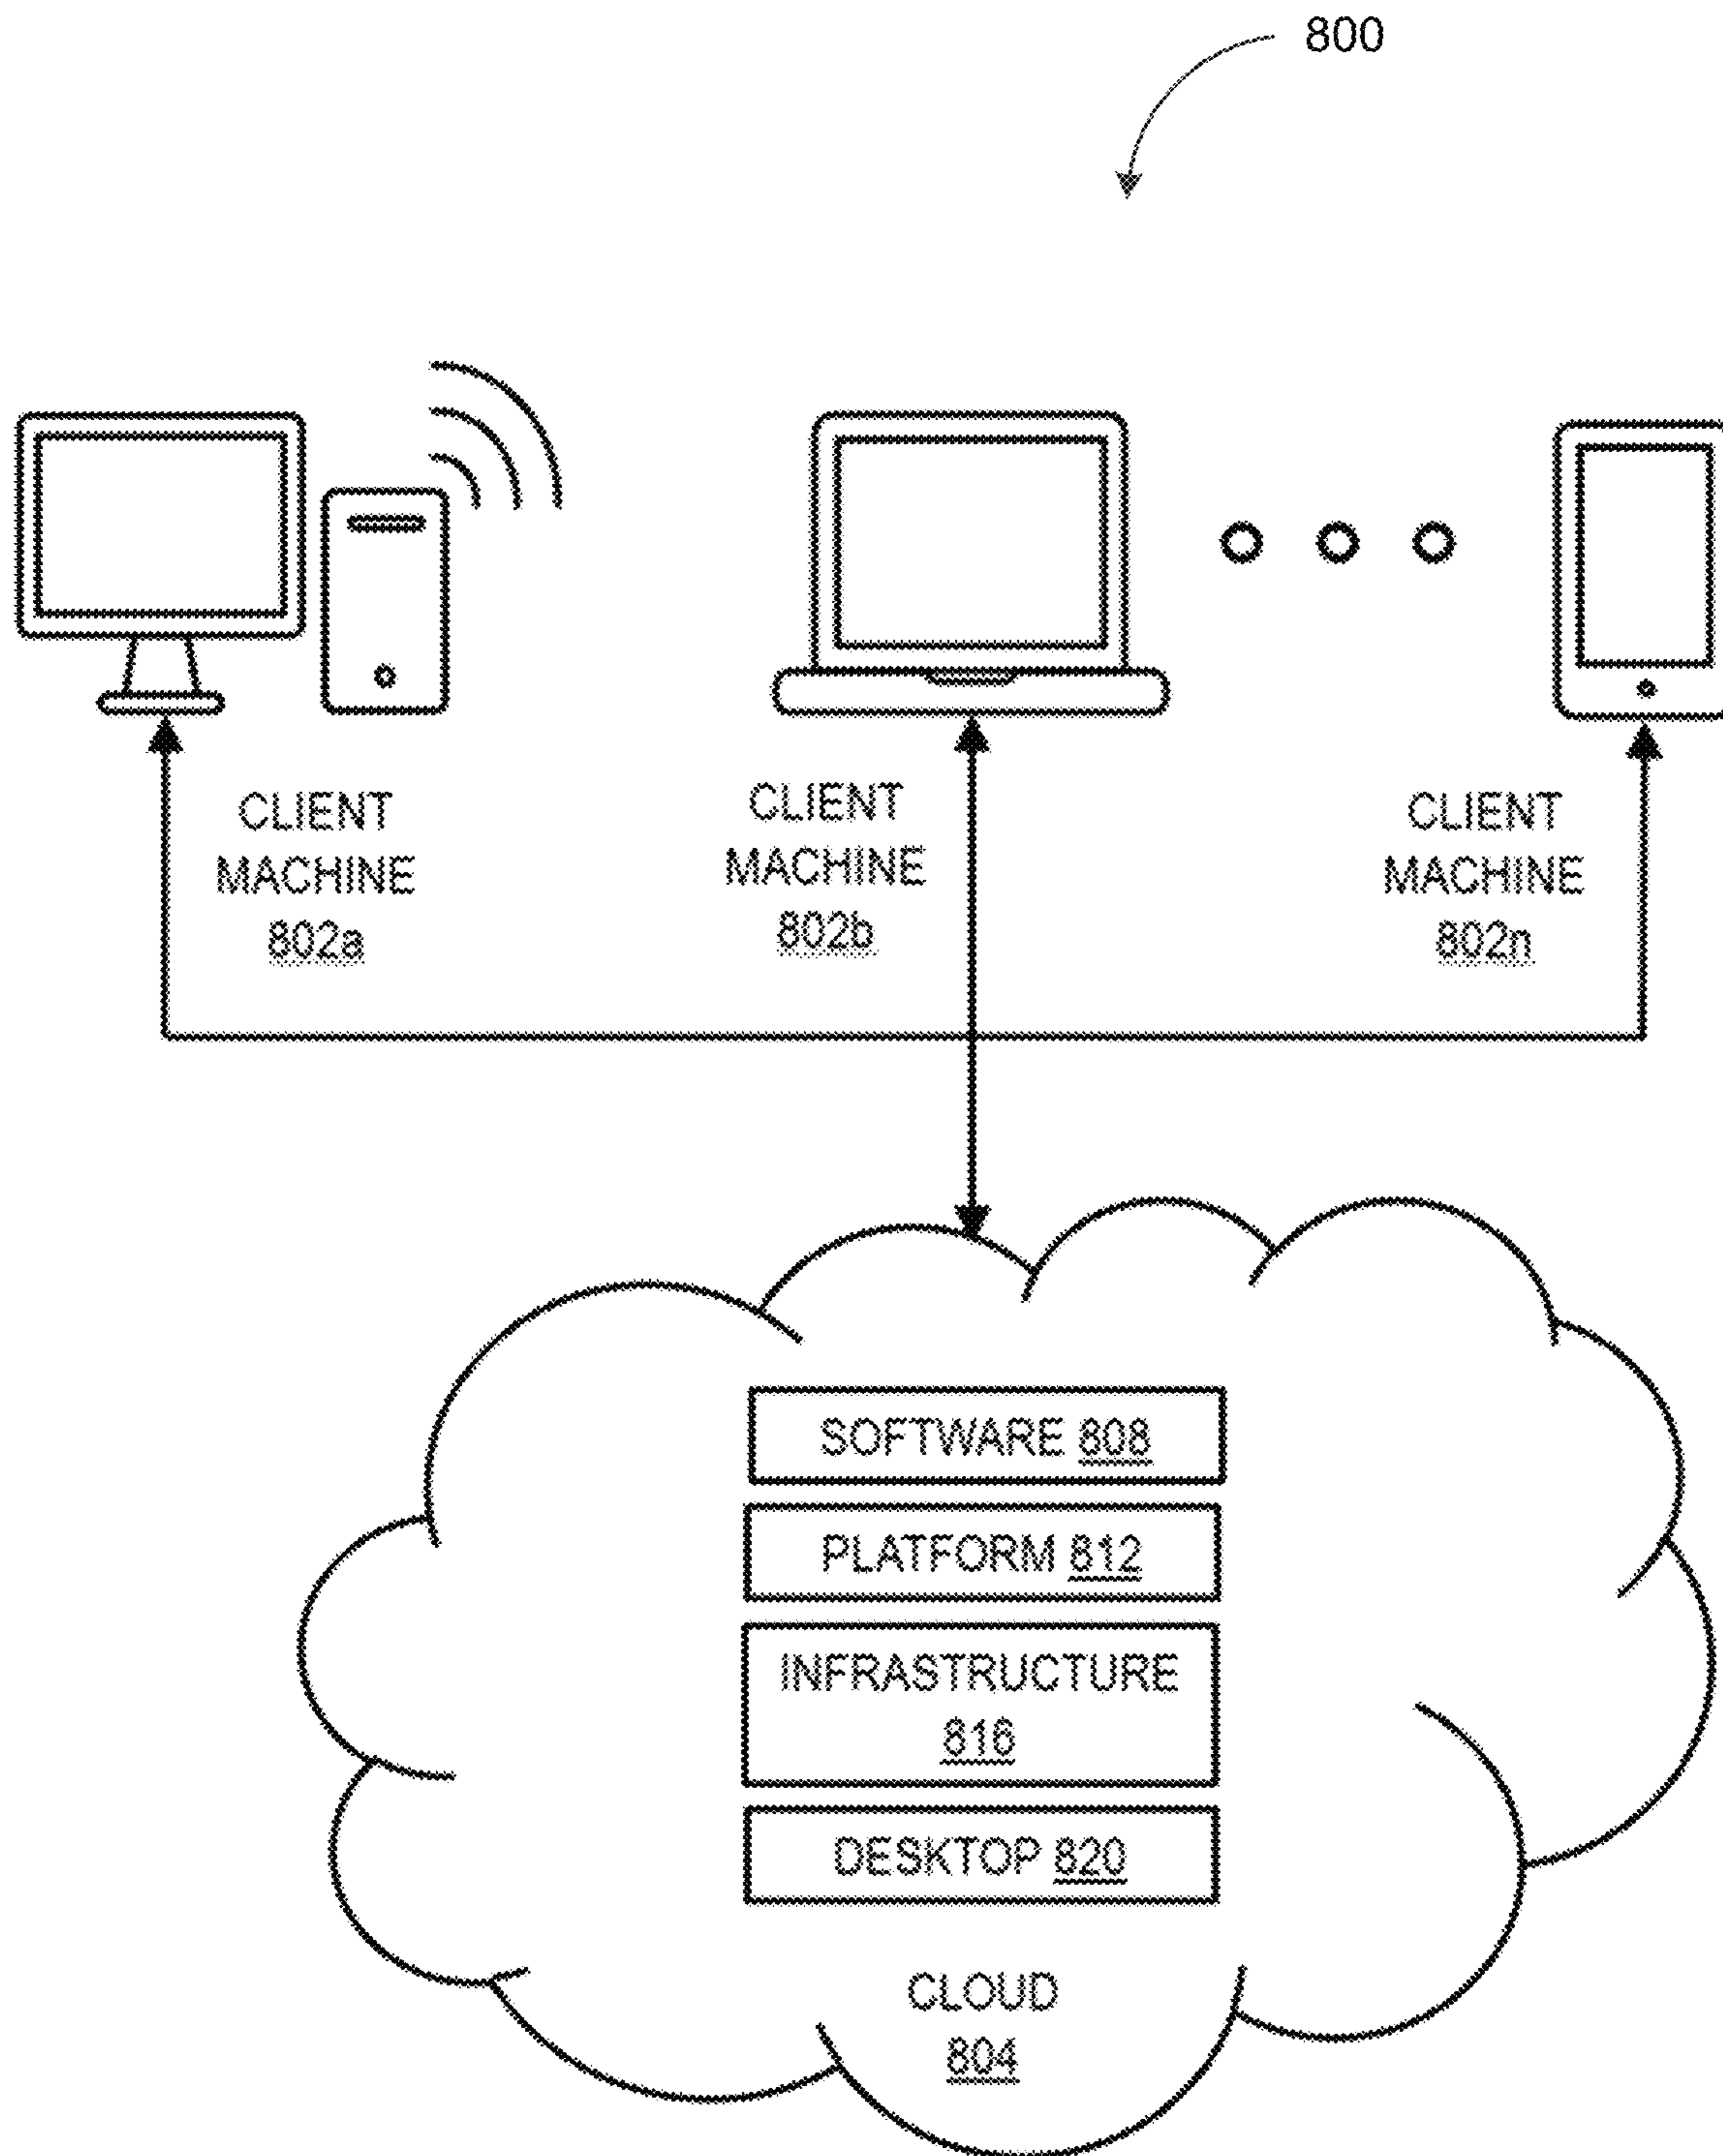 800
CLIENT
MACHINE
802a
CLIENT
MACHINE
802b
CLIENT
MACHINE
802n
SOFTWARE 808
PLATFORM 812
INFRASTRUCTURE
816
DESKTOP 820
CLOUD
804